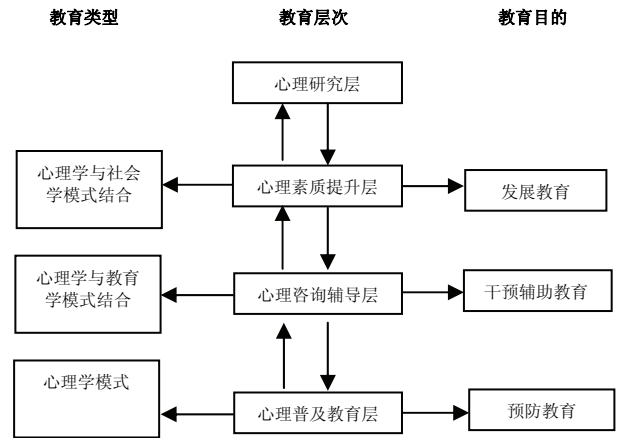 教育类型
教育层次
教育目的
心理研究层
心理学与社会
学模式结合
心理素质提升层
发展教育
心理学与教育
学模式结合
心理咨询辅导层
干预辅助教育
心理学模式
心理普及教育层
预防教育